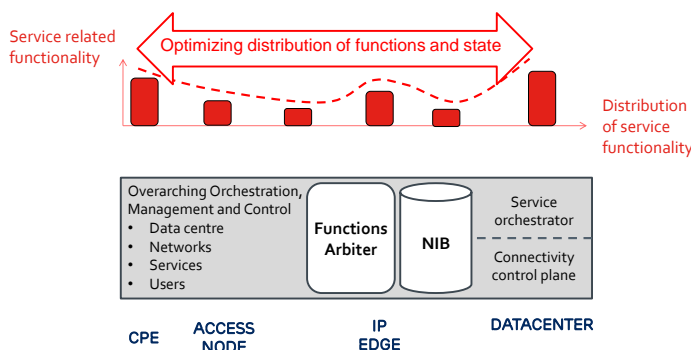 Service related
functionality
Optimizing distribution of functions and state
Distribution
of service
functionality
Overarching Orchestration,
Management and Control
• Data centre
• Networks
• Services
• Users
Functions
Arbiter
NIB
Service
orchestrator
Connectivity
control plane
CPE
ACCESS
NODE
IP
EDGE
DATACENTER